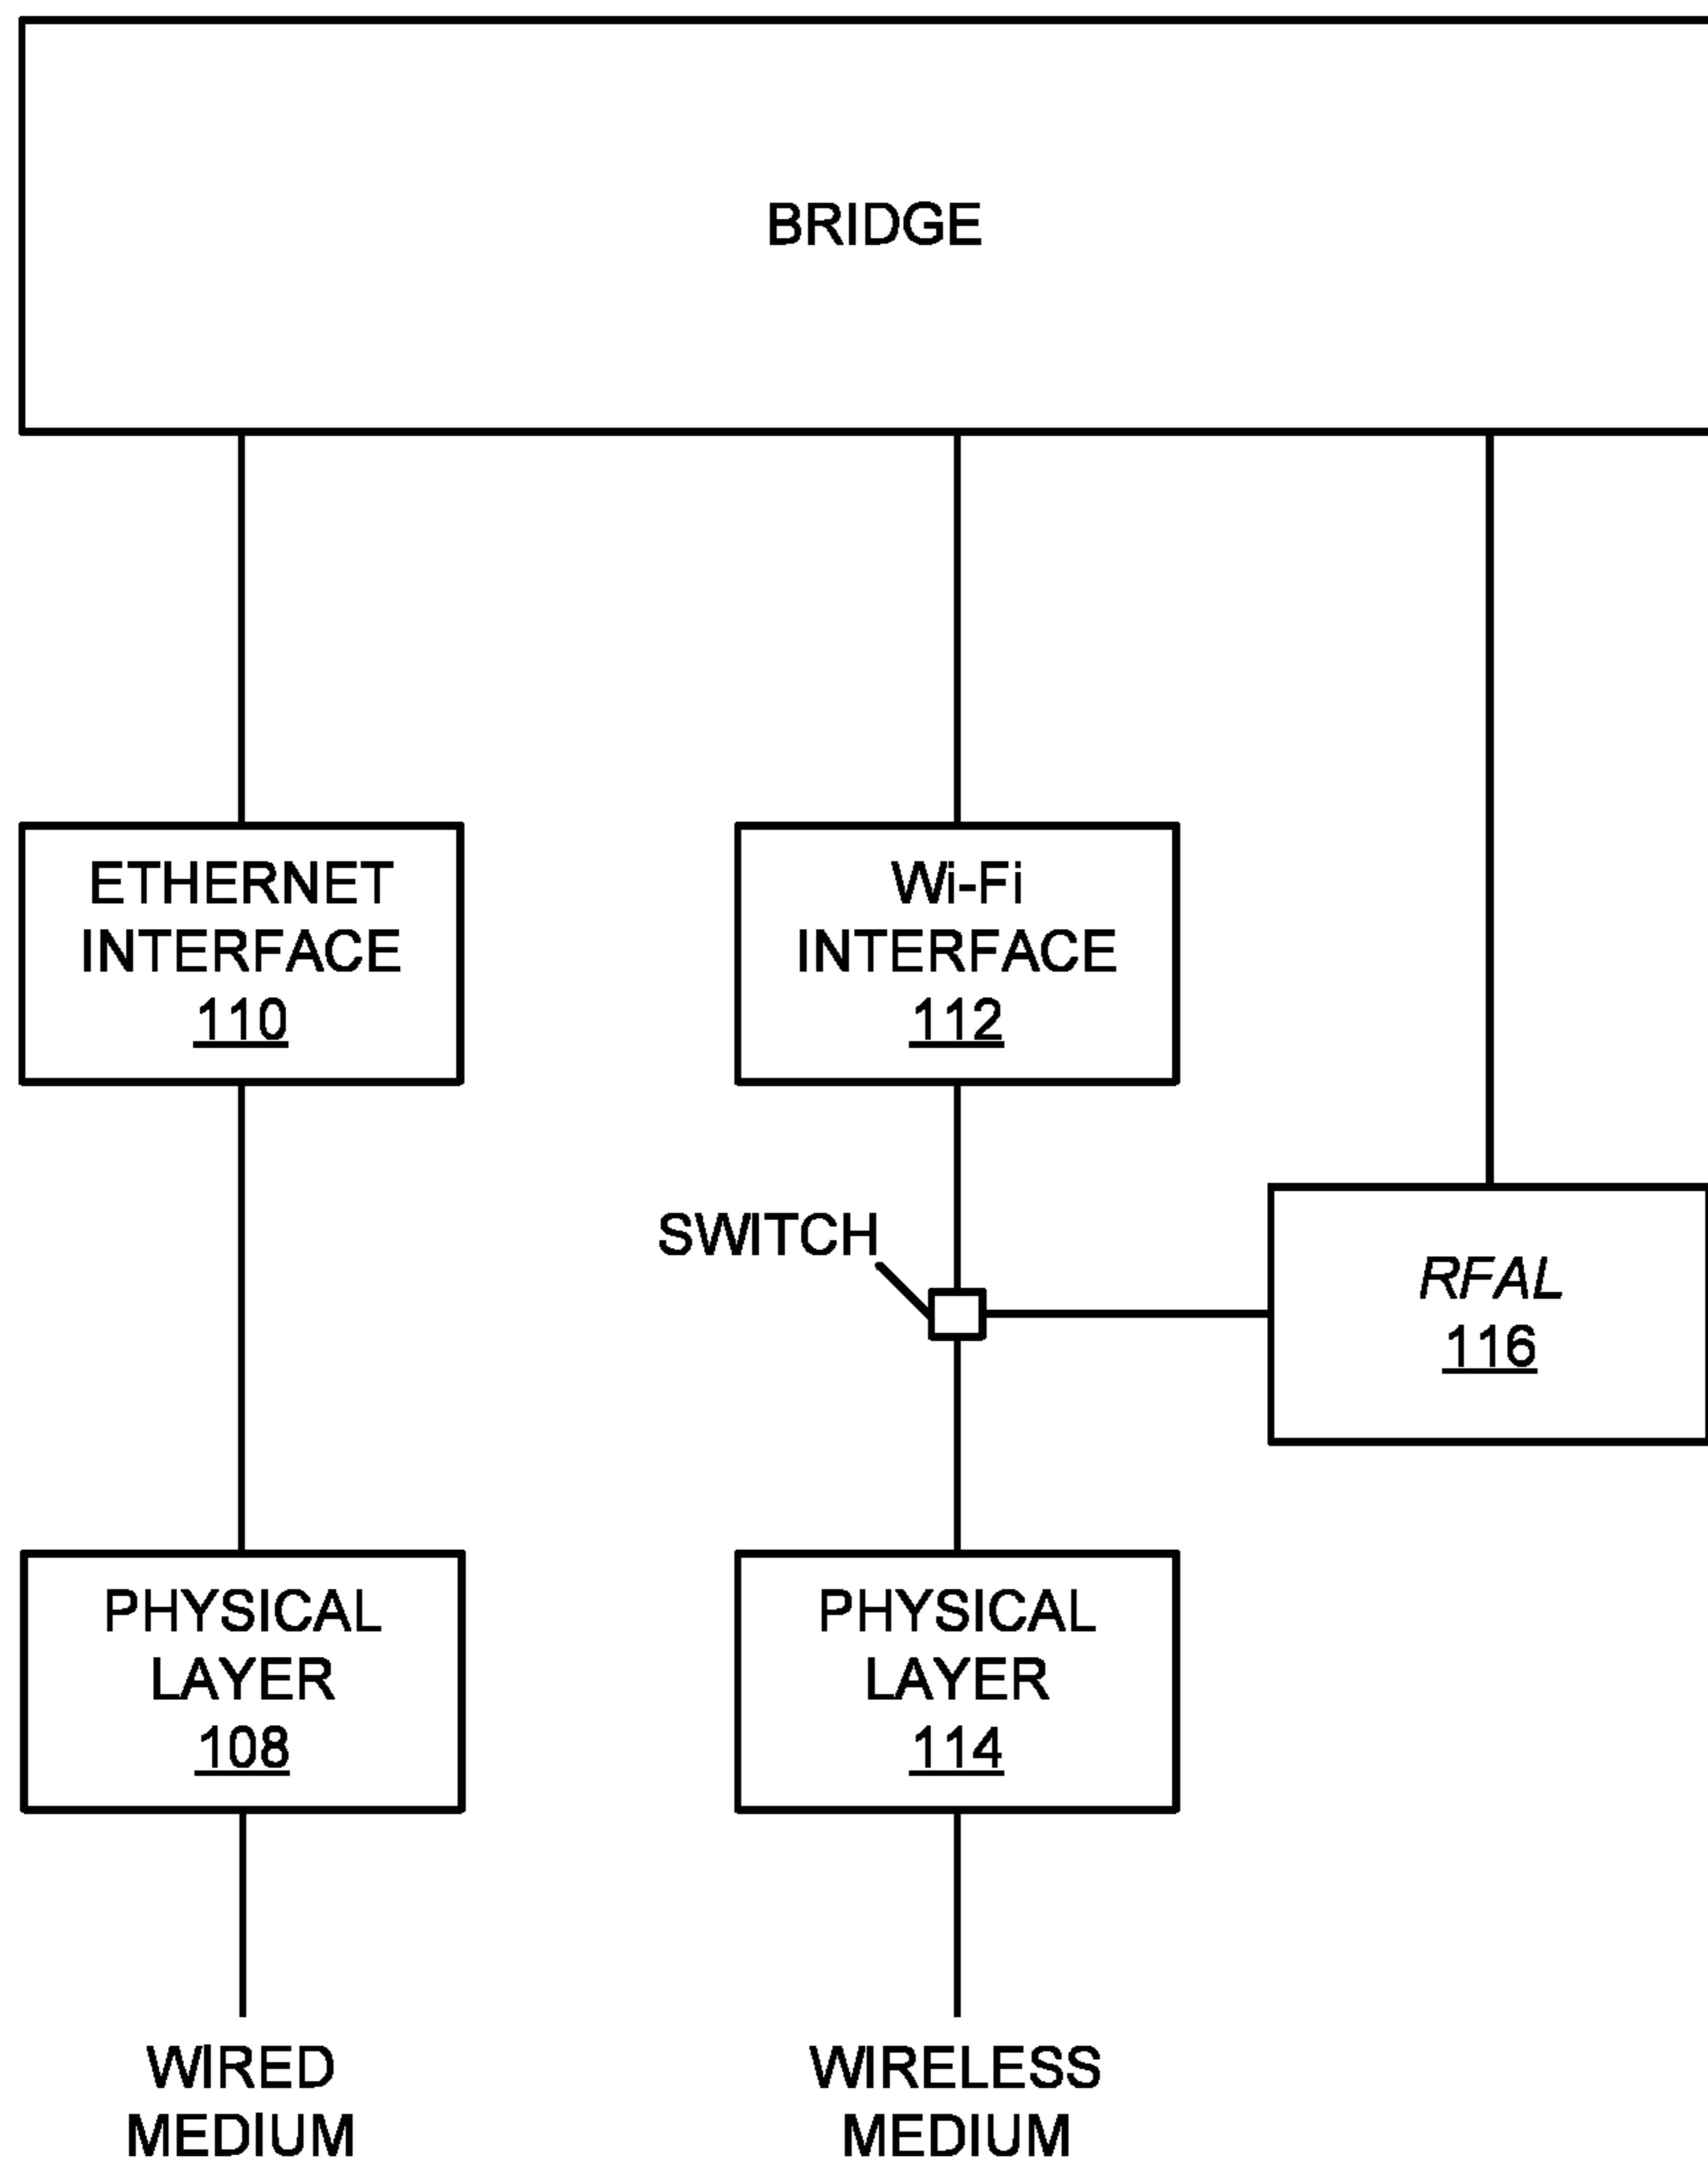 BRIDGE
ETHERNET
INTERFACE
110
Wi-Fi
INTERFACE
112
SWITCH
RFAL
116
PHYSICAL
LAYER
108
PHYSICAL
LAYER
114
WIRED
MEDIUM
WIRELESS
MEDIUM